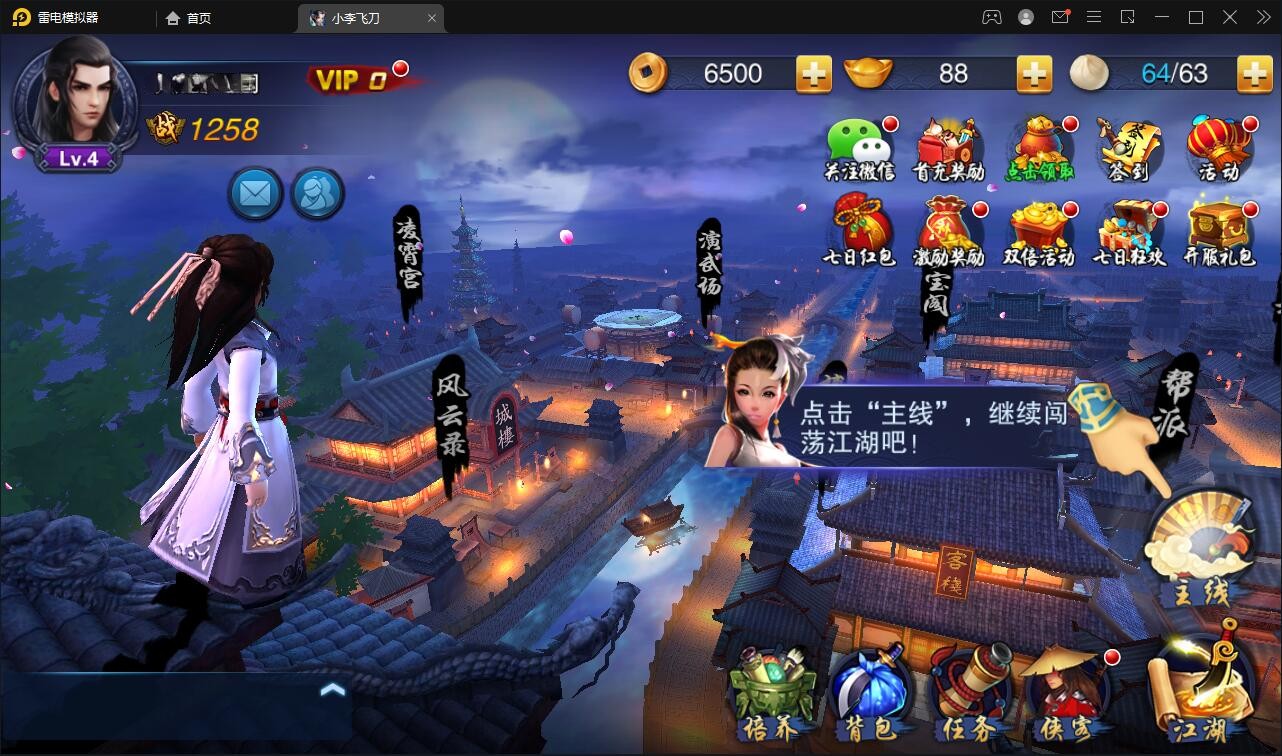 雷电模拟器
首页
小李飞刀
VIP 0
6500
88
64/63
战 1258
Lv.4
关注微信
首充奖励
点击领取
签到
活动
七日红包
激励奖励
双倍活动
七日狂欢
开服礼包
凌霄宫
演武场
宝阁
风云录
城楼
帮派
点击“主线”，继续闯
荡江湖吧！
客栈
主线
培养
背包
任务
侠客
江湖